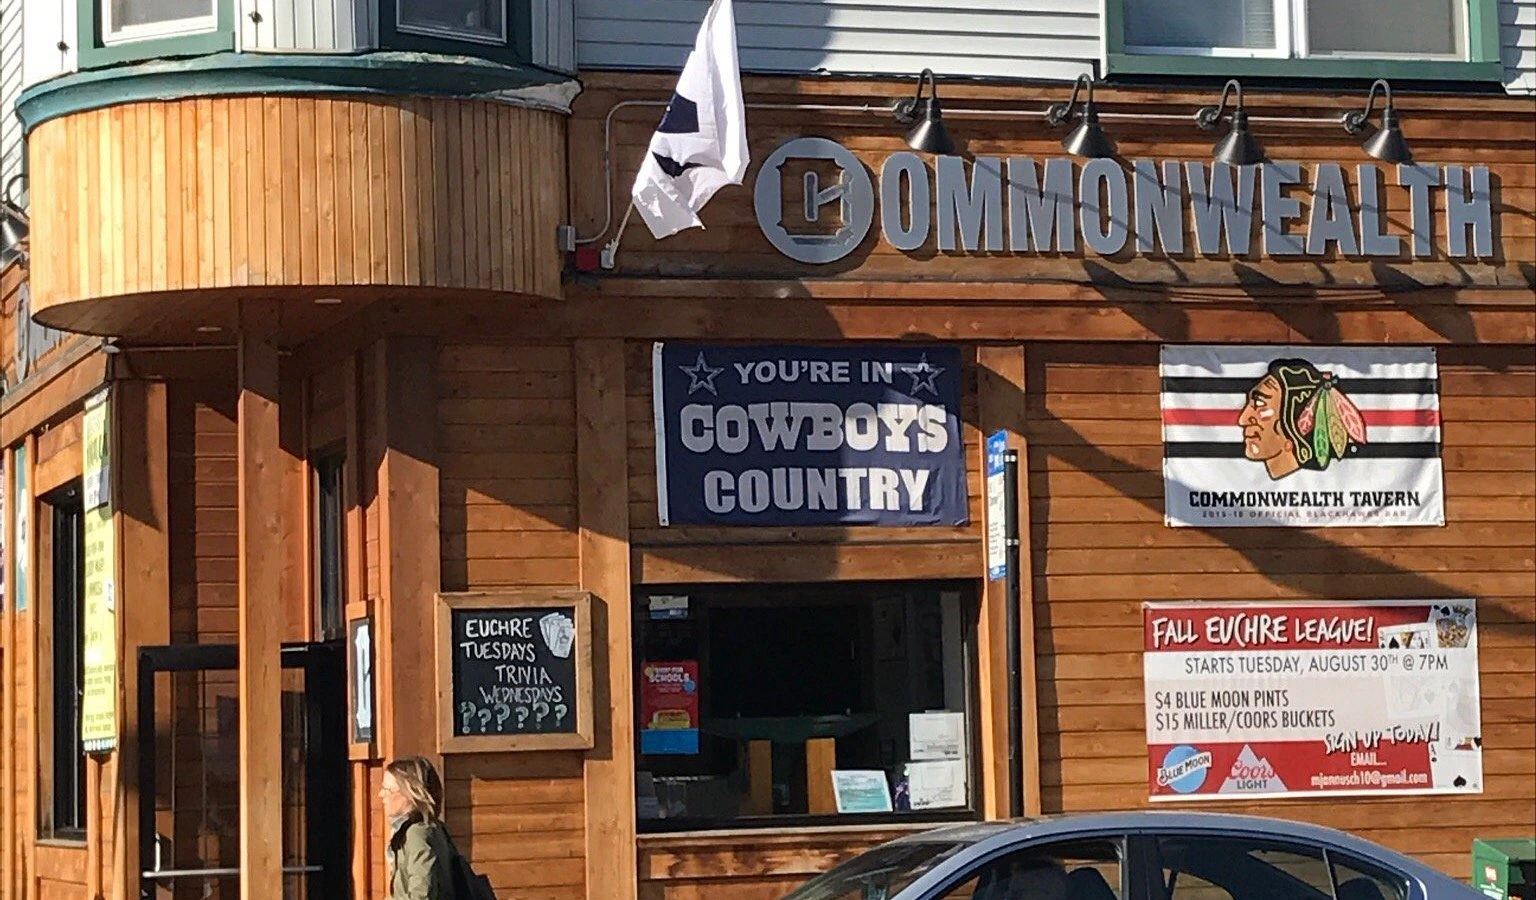 COMMONWEALTH
YOU'RE IN
COWBOYS
COUNTRY
COMMONWEALTH TAVERN
2015-16 OFFICIAL BLACKHAWKS BAR
EUCHRE
TUESDAYS
TRIVIA
WEDNESDAYS
??????
SCHOOLS
FALL EUCHRE LEAGUE!
STARTS TUESDAY, AUGUST 30TH @ 7PM
$4 BLUE MOON PINTS
$15 MILLER/COORS BUCKETS
SIGN UP TODAY!
EMAIL...
mjannusch10@gmail.com
BLUE MOON
Coors
LIGHT